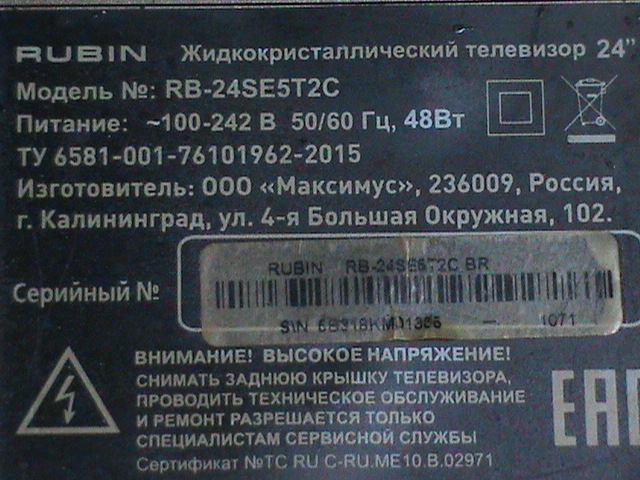 RUBIN Жидкокристаллический телевизор 24"
Модель №: RB-24SE5T2C
Питание: ~100-242 В 50/60 Гц, 48Вт
ТУ 6581-001-76101962-2015
Изготовитель: ООО «Максимус», 236009, Россия,
г. Калининград, ул. 4-я Большая Окружная, 102.
RUBIN RB-24SE5T2C BR
Серийный №
S\N — 1071
ВНИМАНИЕ! ВЫСОКОЕ НАПРЯЖЕНИЕ!
СНИМАТЬ ЗАДНЮЮ КРЫШКУ ТЕЛЕВИЗОРА,
ПРОВОДИТЬ ТЕХНИЧЕСКОЕ ОБСЛУЖИВАНИЕ
И РЕМОНТ РАЗРЕШАЕТСЯ ТОЛЬКО
СПЕЦИАЛИСТАМ СЕРВИСНОЙ СЛУЖБЫ
Сертификат №ТС RU C-RU.ME10.B.02971
EAC